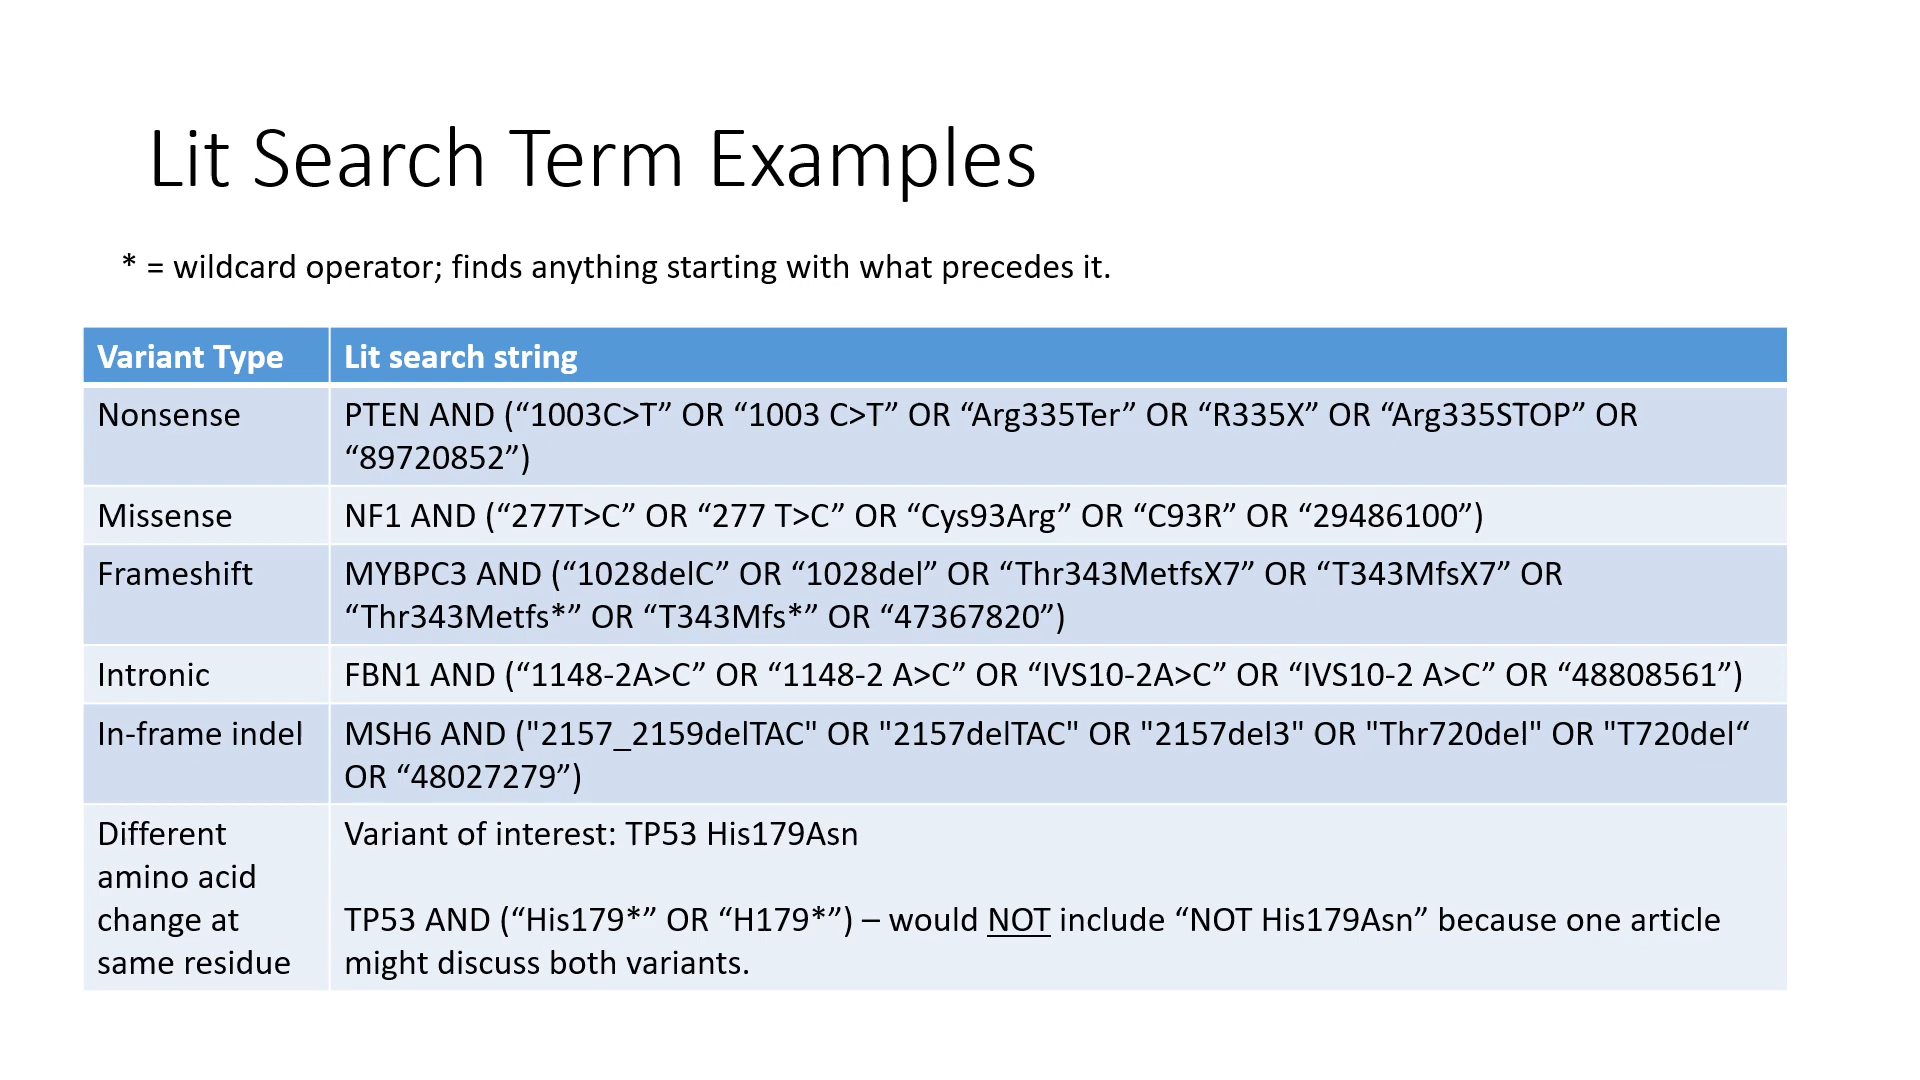 Lit Search Term Examples
* = wildcard operator; finds anything starting with what precedes it.
Variant Type
Lit search string
Nonsense
PTEN AND (“1003C>T” OR “1003 C>T” OR “Arg335Ter” OR “R335X” OR “Arg335STOP” OR
“89720852”)
Missense
NF1 AND (“277T>C” OR “277 T>C” OR “Cys93Arg” OR “C93R” OR “29486100”)
Frameshift
MYBPC3 AND (“1028delC” OR “1028del” OR “Thr343MetfsX7” OR “T343MfsX7” OR
“Thr343Metfs*” OR “T343Mfs*” OR “47367820”)
Intronic
FBN1 AND (“1148-2A>C” OR “1148-2 A>C” OR “IVS10-2A>C” OR “IVS10-2 A>C” OR “48808561”)
In-frame indel
MSH6 AND ("2157_2159delTAC" OR "2157delTAC" OR "2157del3" OR "Thr720del" OR "T720del“
OR “48027279”)
Different
amino acid
change at
same residue
Variant of interest: TP53 His179Asn
TP53 AND (“His179*” OR “H179*”) – would NOT include “NOT His179Asn” because one article
might discuss both variants.